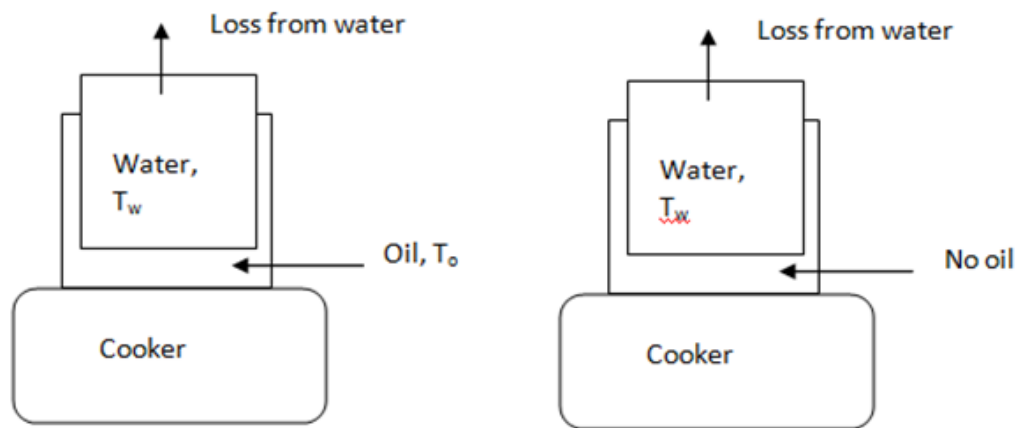 Loss from water
Water,
Tw
Oil, To
Cooker
Loss from water
Water,
Tw
No oil
Cooker